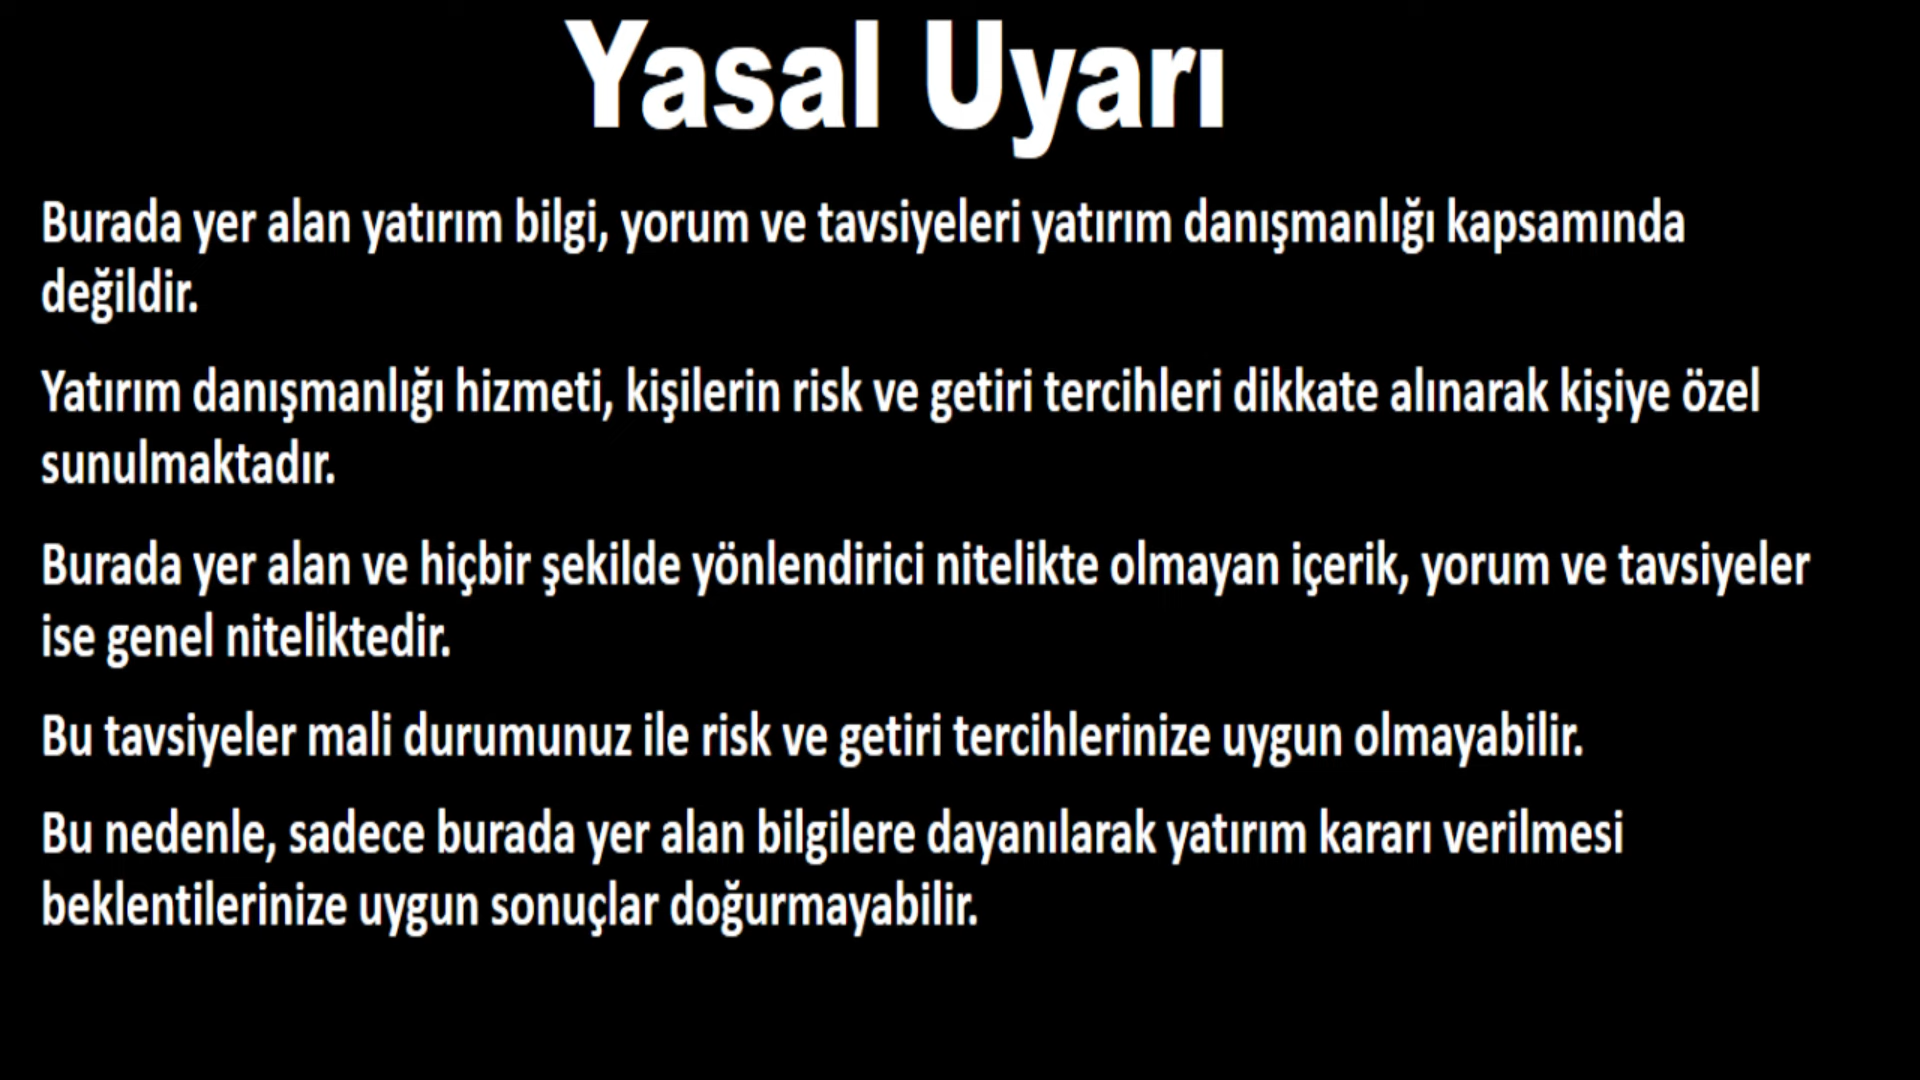 Yasal Uyarı
Burada yer alan yatırım bilgi, yorum ve tavsiyeleri yatırım danışmanlığı kapsamında
değildir.
Yatırım danışmanlığı hizmeti, kişilerin risk ve getiri tercihleri dikkate alınarak kişiye özel
sunulmaktadır.
Burada yer alan ve hiçbir şekilde yönlendirici nitelikte olmayan içerik, yorum ve tavsiyeler
ise genel niteliktedir.
Bu tavsiyeler mali durumunuz ile risk ve getiri tercihlerinize uygun olmayabilir.
Bu nedenle, sadece burada yer alan bilgilere dayanılarak yatırım kararı verilmesi
beklentilerinize uygun sonuçlar doğurmayabilir.